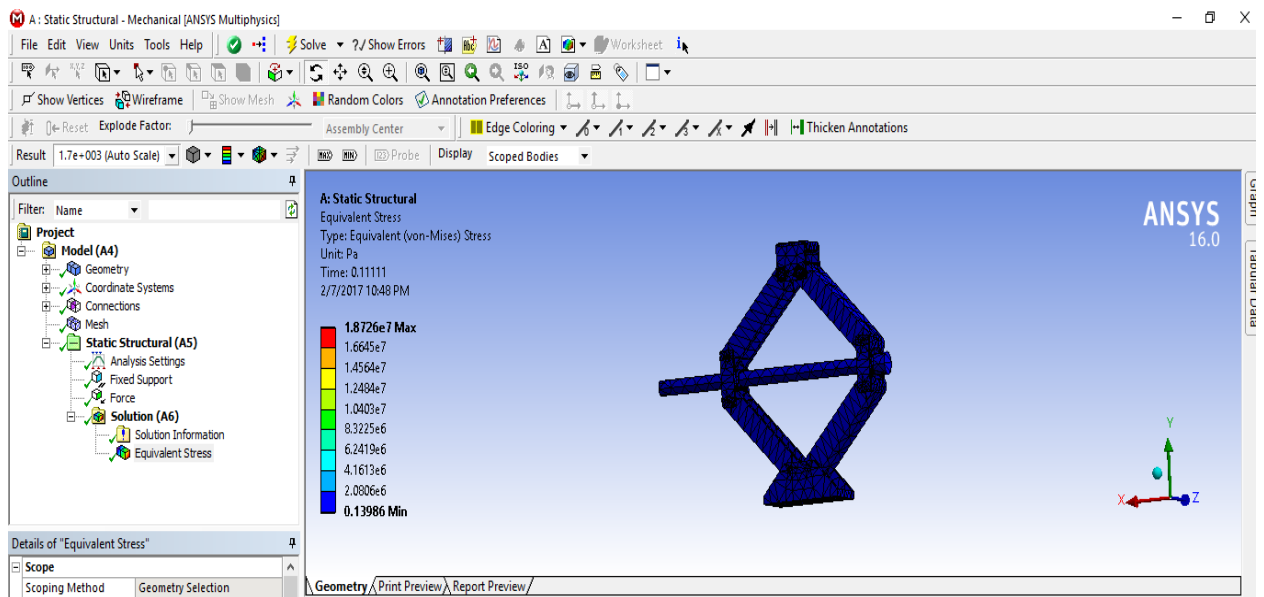 A : Static Structural - Mechanical [ANSYS Multiphysics]
File Edit View Units Tools Help Solve ?/ Show Errors Worksheet
ISO
Show Vertices Wireframe Show Mesh Random Colors Annotation Preferences
Reset Explode Factor: Assembly Center Edge Coloring Thicken Annotations
Result 1.7e+003 (Auto Scale) MAX MIN Probe Display Scoped Bodies
Outline
Filter: Name
Project
Model (A4)
Geometry
Coordinate Systems
Connections
Mesh
Static Structural (A5)
Analysis Settings
Fixed Support
Force
Solution (A6)
Solution Information
Equivalent Stress
Details of "Equivalent Stress"
Scope
Scoping Method Geometry Selection
A: Static Structural
Equivalent Stress
Type: Equivalent (von-Mises) Stress
Unit: Pa
Time: 0.11111
2/7/2017 10:48 PM
1.8726e7 Max
1.6645e7
1.4564e7
1.2484e7
1.0403e7
8.3225e6
6.2419e6
4.1613e6
2.0806e6
0.13986 Min
ANSYS
16.0
Y
X
Z
Geometry Print Preview Report Preview
Graph
Tabular Data